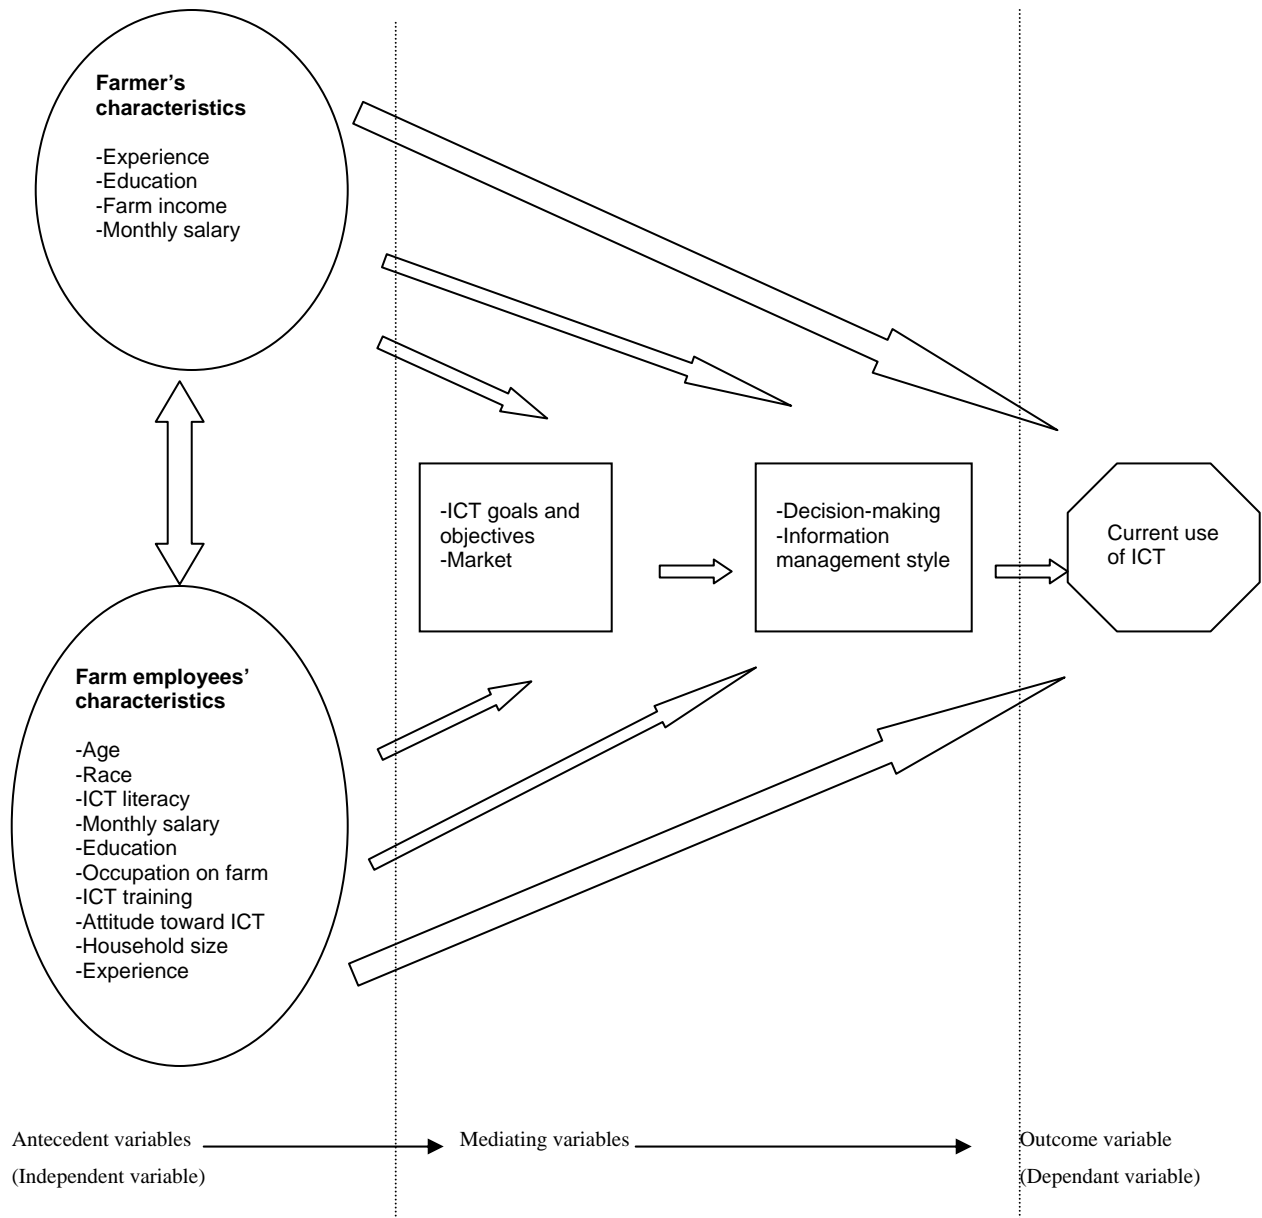 Farmer’s
characteristics
-Experience
-Education
-Farm income
-Monthly salary
-ICT goals and
objectives
-Market
-Decision-making
-Information
management style
Current use
of ICT
Farm employees’
characteristics
-Age
-Race
-ICT literacy
-Monthly salary
-Education
-Occupation on farm
-ICT training
-Attitude toward ICT
-Household size
-Experience
Antecedent variables
(Independent variable)
Mediating variables
Outcome variable
(Dependant variable)